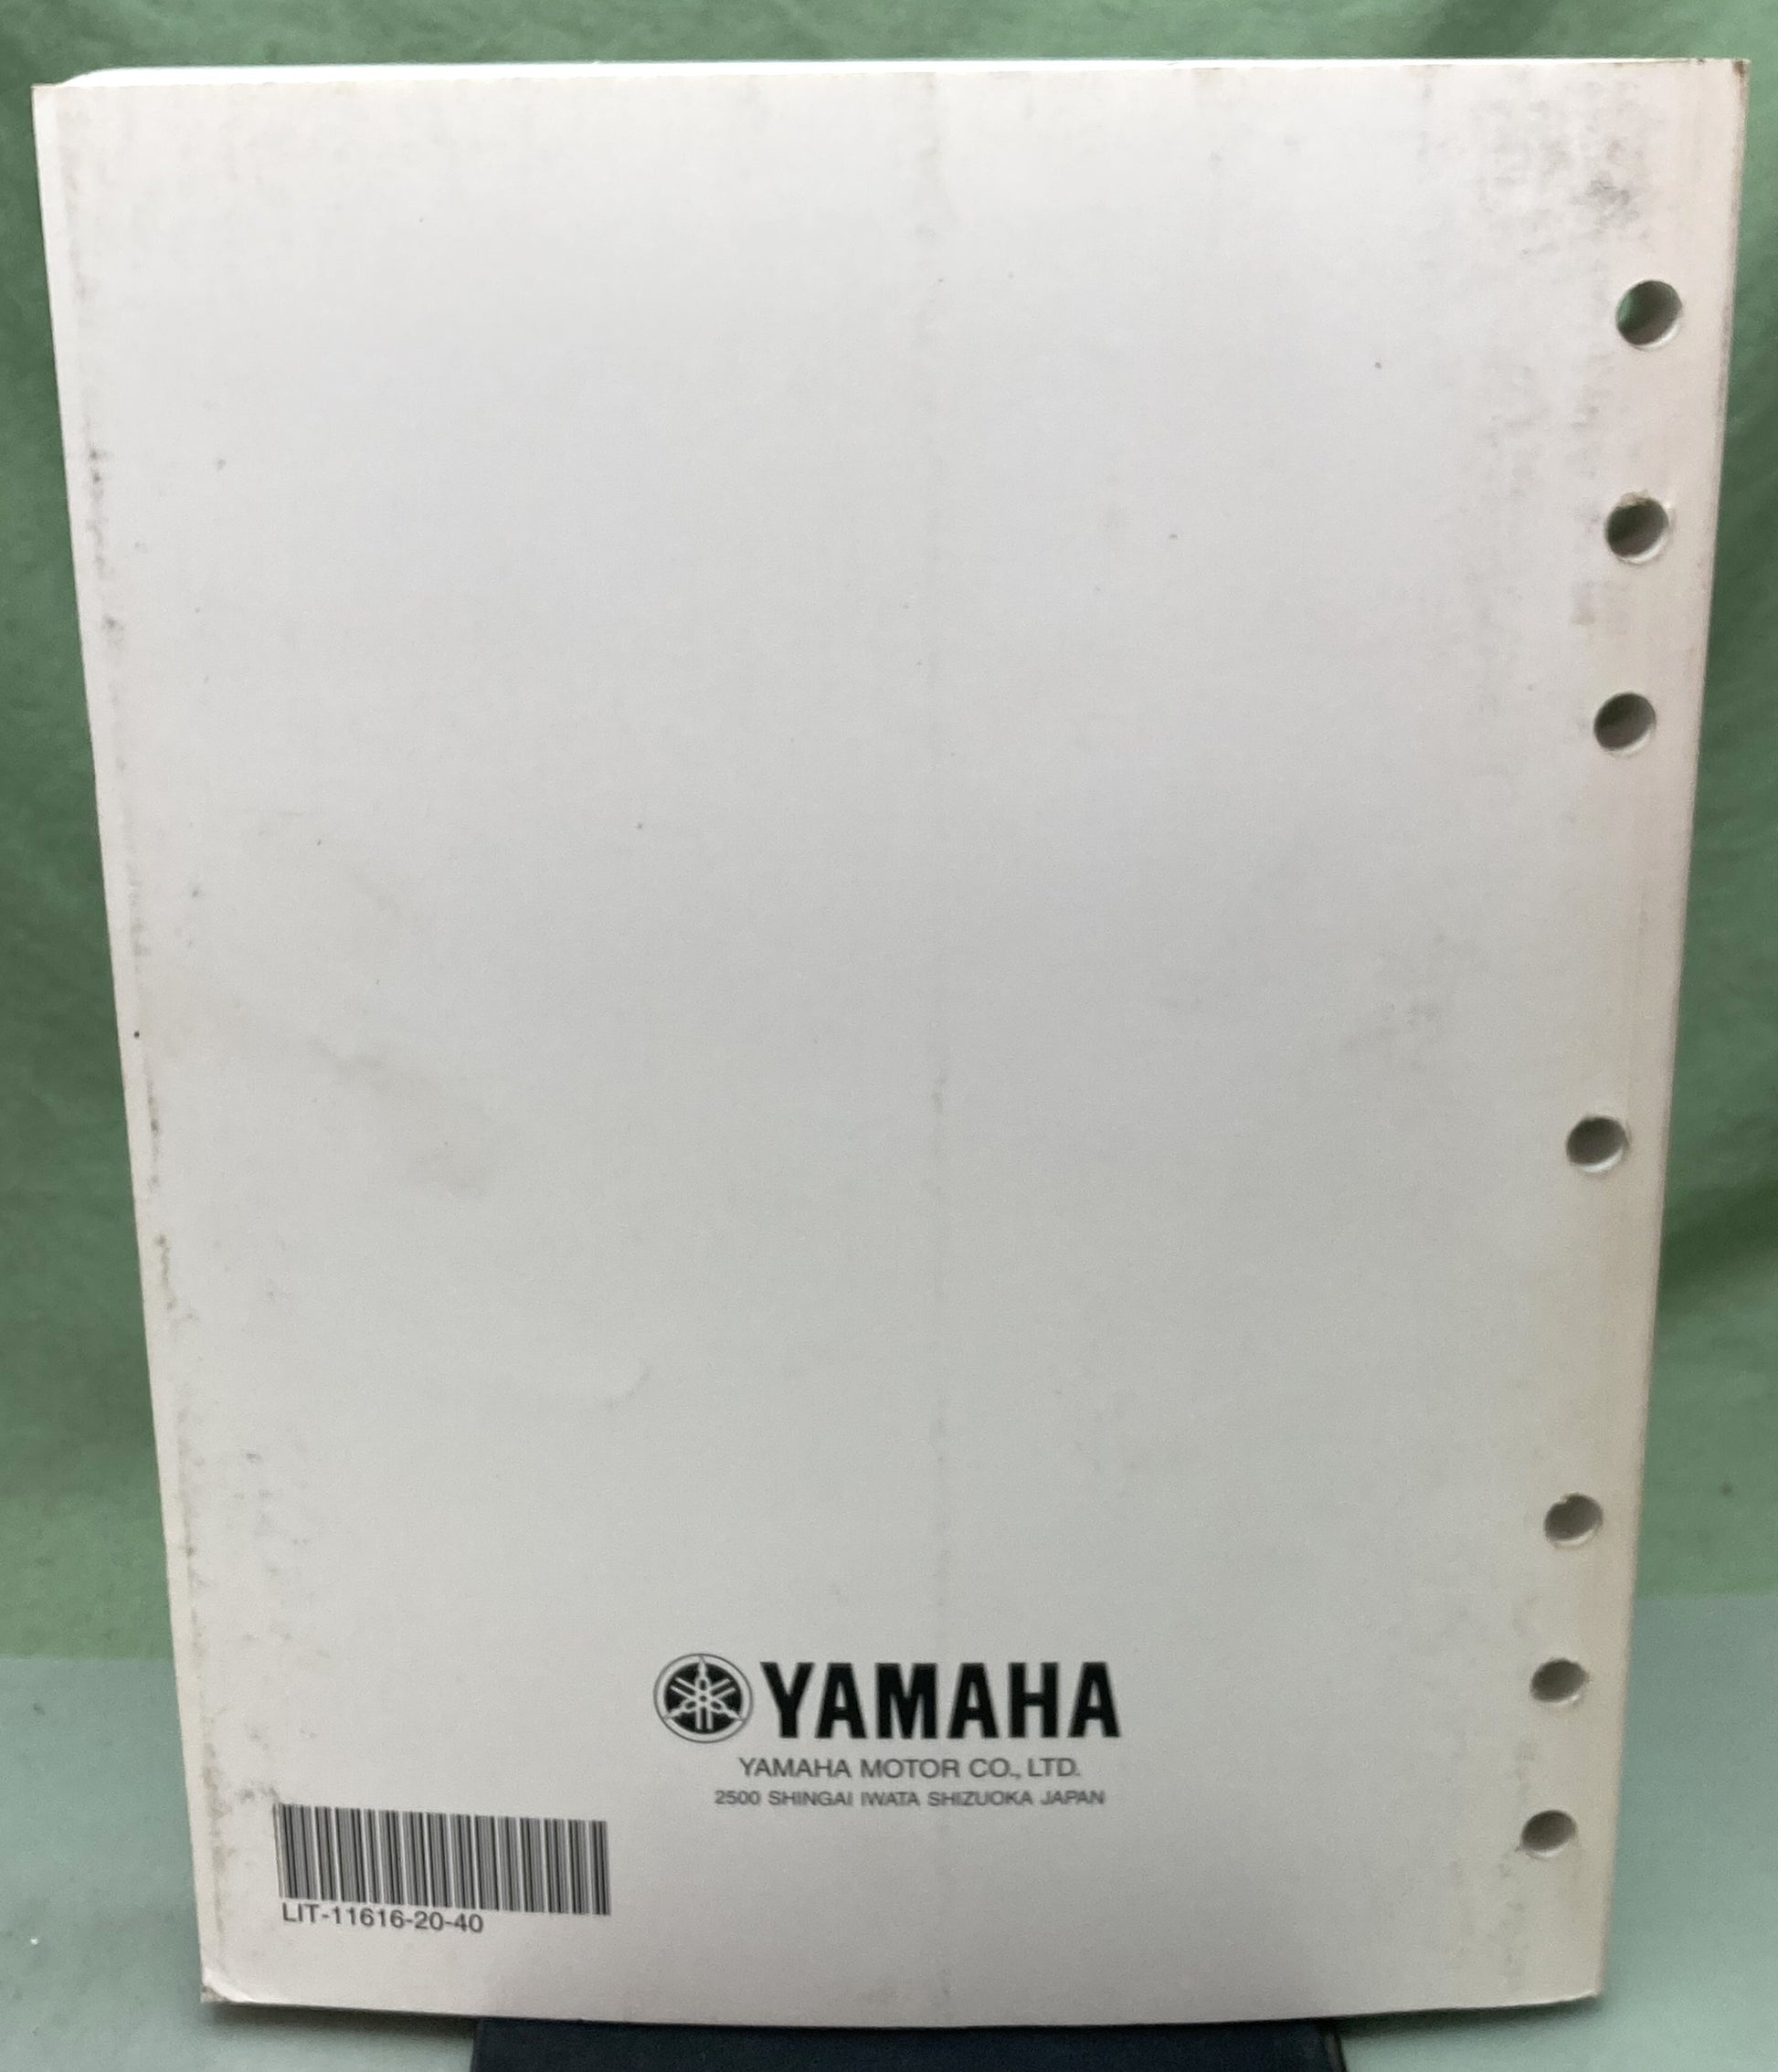 YAMAHA
YAMAHA MOTOR CO., LTD.
2500 SHINGAI IWATA SHIZUOKA JAPAN
LIT-11616-20-40